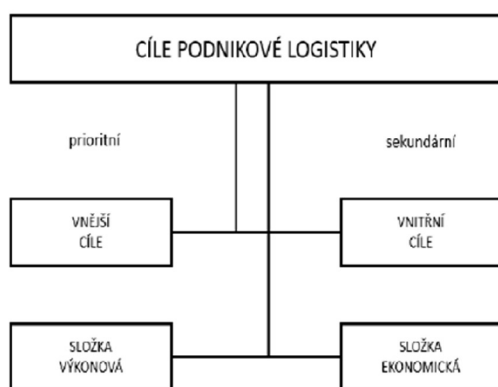 CÍLE PODNIKOVÉ LOGISTIKY
prioritní
sekundární
VNĚJŠÍ
CÍLE
VNITŘNÍ
CÍLE
SLOŽKA
VÝKONOVÁ
SLOŽKA
EKONOMICKÁ